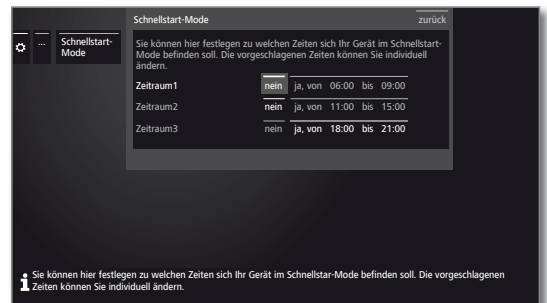 Schnellstart-Mode
zurück
...
Schnellstart-
Mode
Sie können hier festlegen zu welchen Zeiten sich Ihr Gerät im Schnellstart-
Mode befinden soll. Die vorgeschlagenen Zeiten können Sie individuell
ändern.
Zeitraum1 nein ja, von 06:00 bis 09:00
Zeitraum2 nein ja, von 11:00 bis 15:00
Zeitraum3 nein ja, von 18:00 bis 21:00
Sie können hier festlegen zu welchen Zeiten sich Ihr Gerät im Schnellstar-Mode befinden soll. Die vorgeschlagenen
Zeiten können Sie individuell ändern.